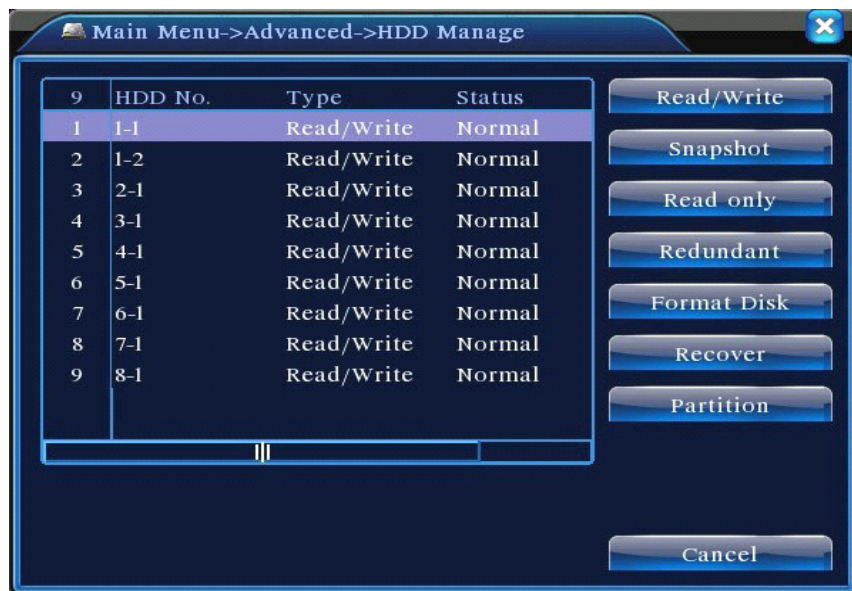 Main Menu->Advanced->HDD Manage
9 HDD No. Type Status
1 1-1 Read/Write Normal
2 1-2 Read/Write Normal
3 2-1 Read/Write Normal
4 3-1 Read/Write Normal
5 4-1 Read/Write Normal
6 5-1 Read/Write Normal
7 6-1 Read/Write Normal
8 7-1 Read/Write Normal
9 8-1 Read/Write Normal
Read/Write
Snapshot
Read only
Redundant
Format Disk
Recover
Partition
Cancel